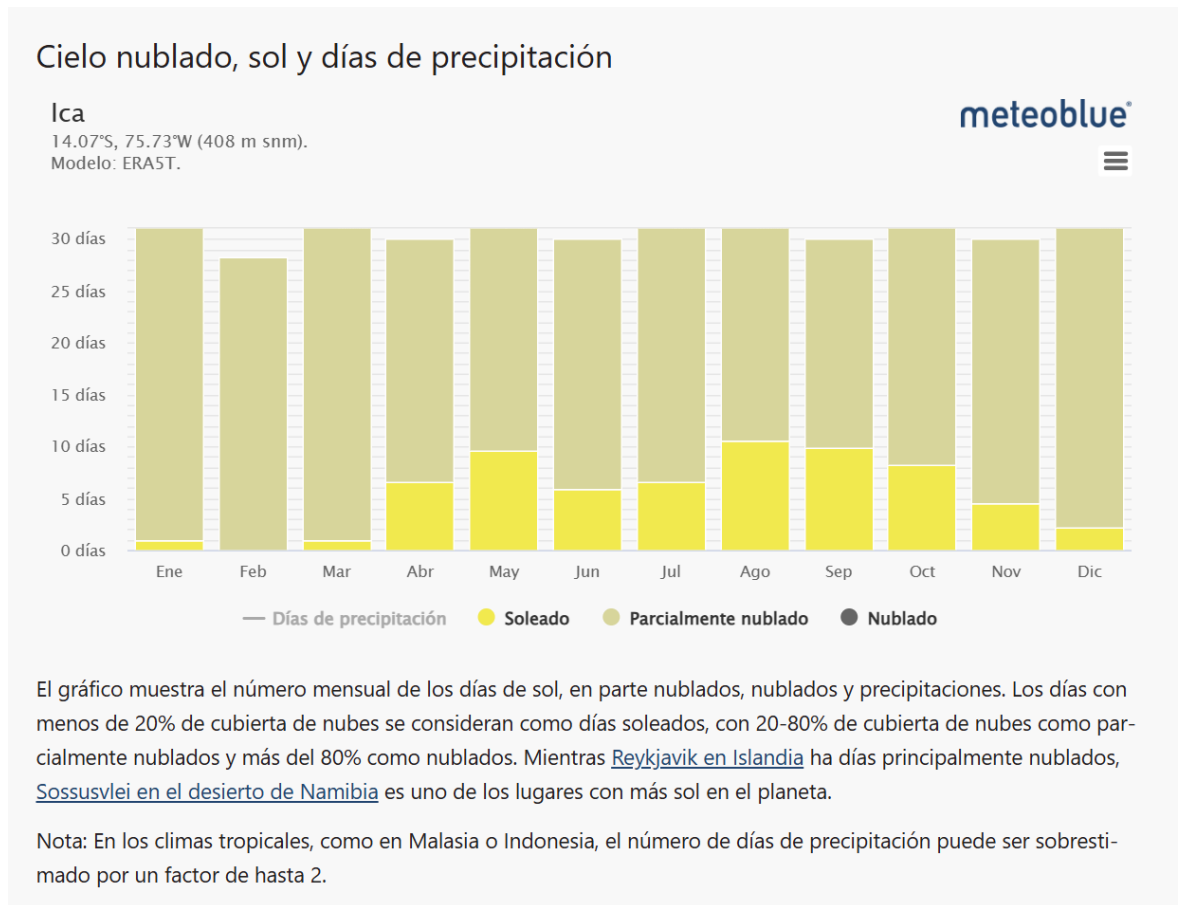 Cielo nublado, sol y días de precipitación
Ica
meteoblue®
14.07°S, 75.73°W (408 m snm).
Modelo: ERA5T.
30 días
25 días
20 días
15 días
10 días
5 días
0 días
Ene Feb Mar Abr May Jun Jul Ago Sep Oct Nov Dic
Días de precipitación Soleado Parcialmente nublado Nublado
El gráfico muestra el número mensual de los días de sol, en parte nublados, nublados y precipitaciones. Los días con
menos de 20% de cubierta de nubes se consideran como días soleados, con 20-80% de cubierta de nubes como par-
cialmente nublados y más del 80% como nublados. Mientras Reykjavik en Islandia ha días principalmente nublados,
Sossusvlei en el desierto de Namibia es uno de los lugares con más sol en el planeta.
Nota: En los climas tropicales, como en Malasia o Indonesia, el número de días de precipitación puede ser sobresti-
mado por un factor de hasta 2.